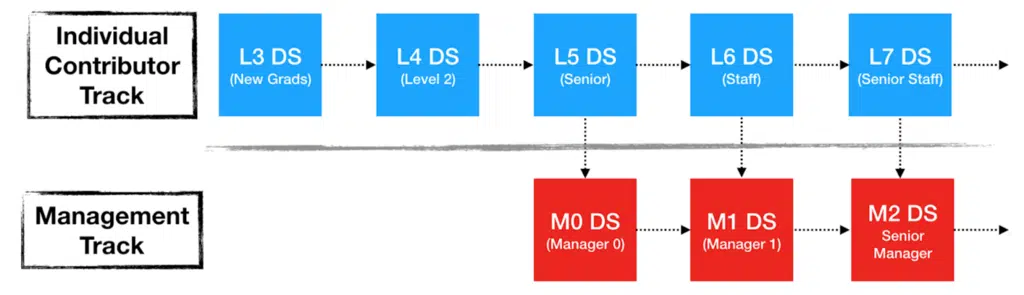 Individual
Contributor
Track
L3 DS
(New Grads)
L4 DS
(Level 2)
L5 DS
(Senior)
L6 DS
(Staff)
L7 DS
(Senior Staff)
Management
Track
M0 DS
(Manager 0)
M1 DS
(Manager 1)
M2 DS
Senior
Manager